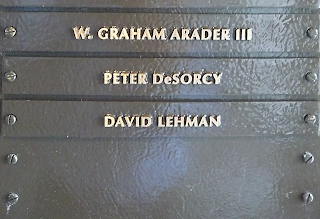 W. GRAHAM ARADER III
PETER DeSORCY
DAVID LEHMAN